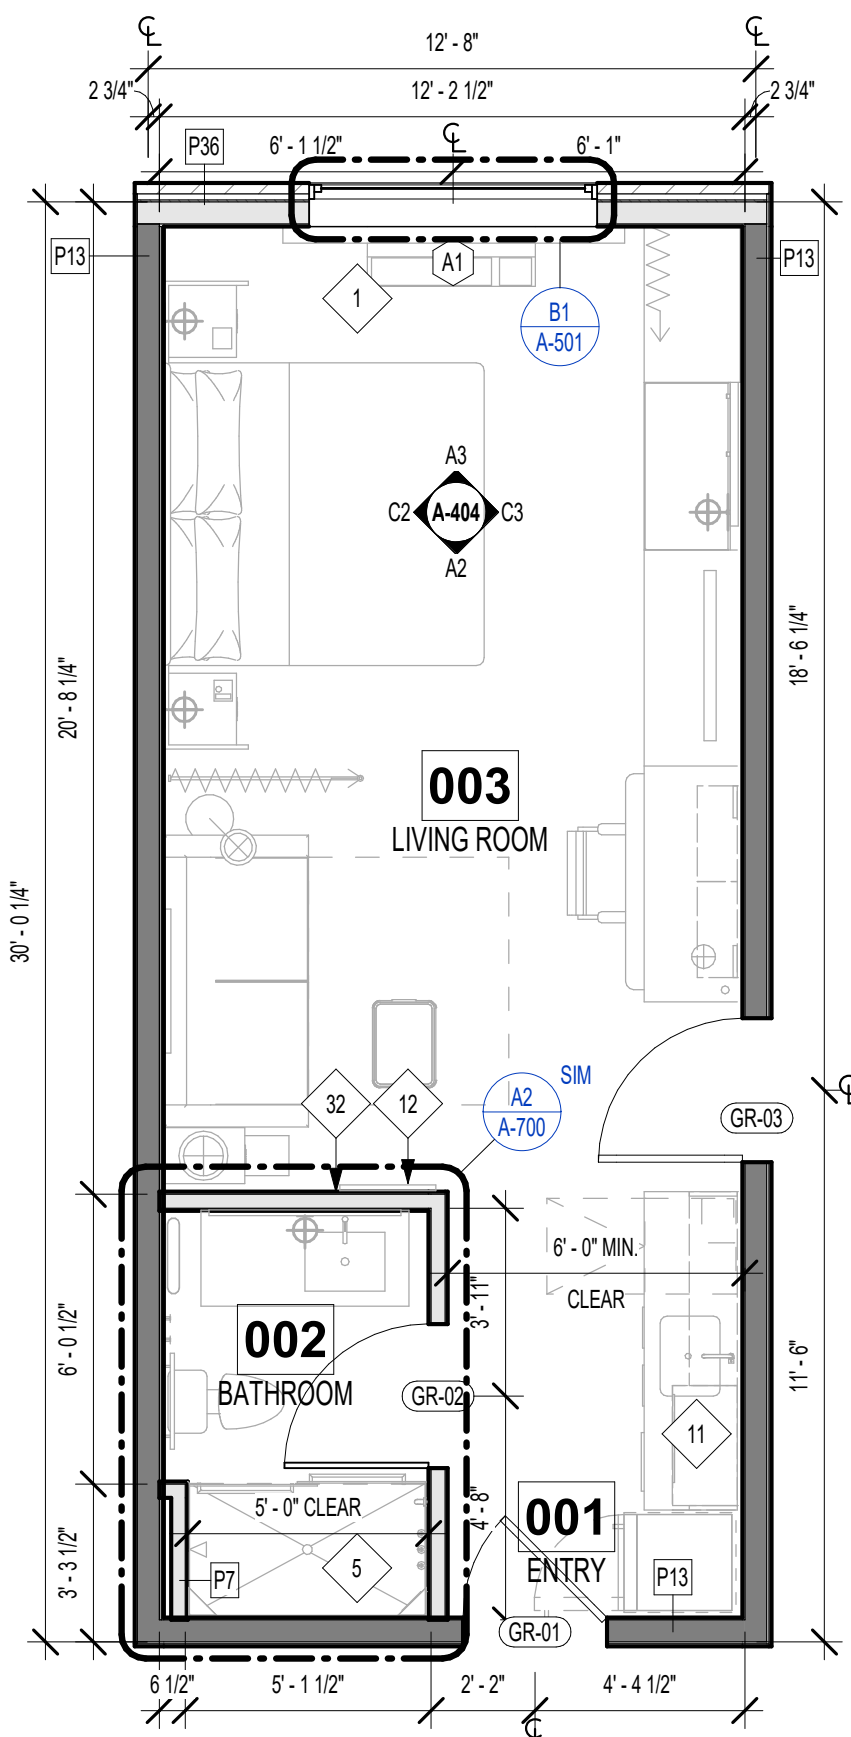 ℄
℄
12' - 8"
2 3/4"
12' - 2 1/2"
2 3/4"
P36
6' - 1 1/2"
℄
6' - 1"
P13
A1
P13
1
B1
A-501
A3
C2
A-404
C3
A2
20' - 8 1/4"
18' - 6 1/4"
003
LIVING ROOM
30' - 0 1/4"
SIM
32
12
A2
A-700
GR-03
℄
6' - 0" MIN.
CLEAR
3' - 11"
002
BATHROOM
6' - 0 1/2"
GR-02
11' - 6"
11
5' - 0" CLEAR
4' - 8"
001
ENTRY
3' - 3 1/2"
P7
5
P13
GR-01
6 1/2"
5' - 1 1/2"
2' - 2"
4' - 4 1/2"
℄